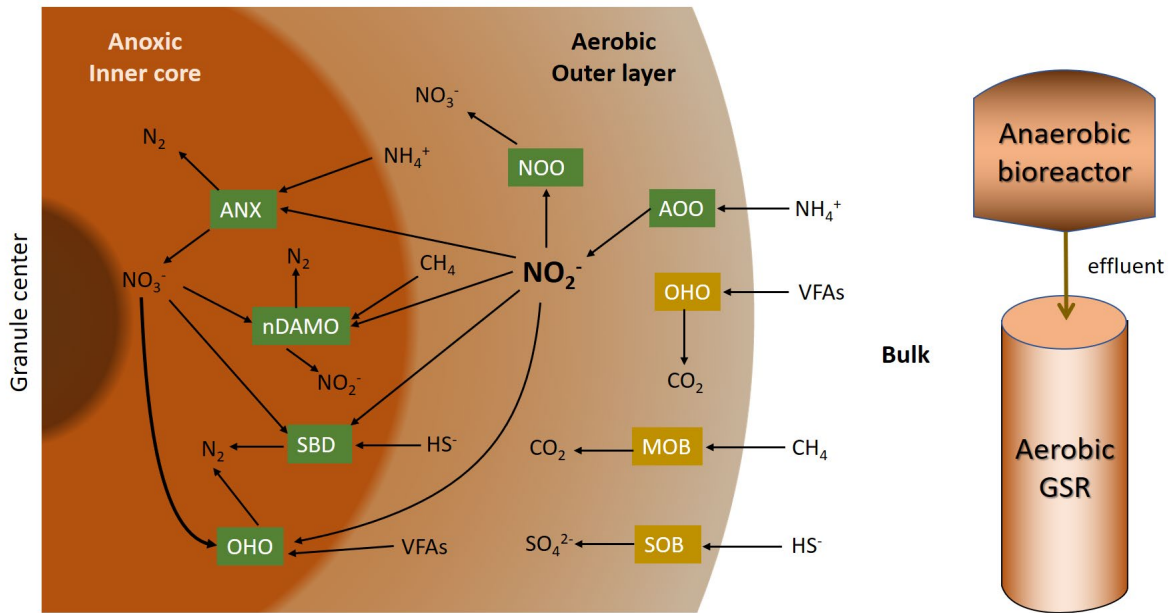 Granule center
Anoxic
Inner core
Aerobic
Outer layer
NO₃⁻
N₂
NH₄⁺
NOO
ANX
AOO
NH₄⁺
N₂
CH₄
NO₂⁻
NO₃⁻
OHO
VFAs
nDAMO
NO₂⁻
CO₂
Bulk
N₂
SBD
HS⁻
CO₂
MOB
CH₄
OHO
VFAs
SO₄²⁻
SOB
HS⁻
Anaerobic
bioreactor
effluent
Aerobic
GSR